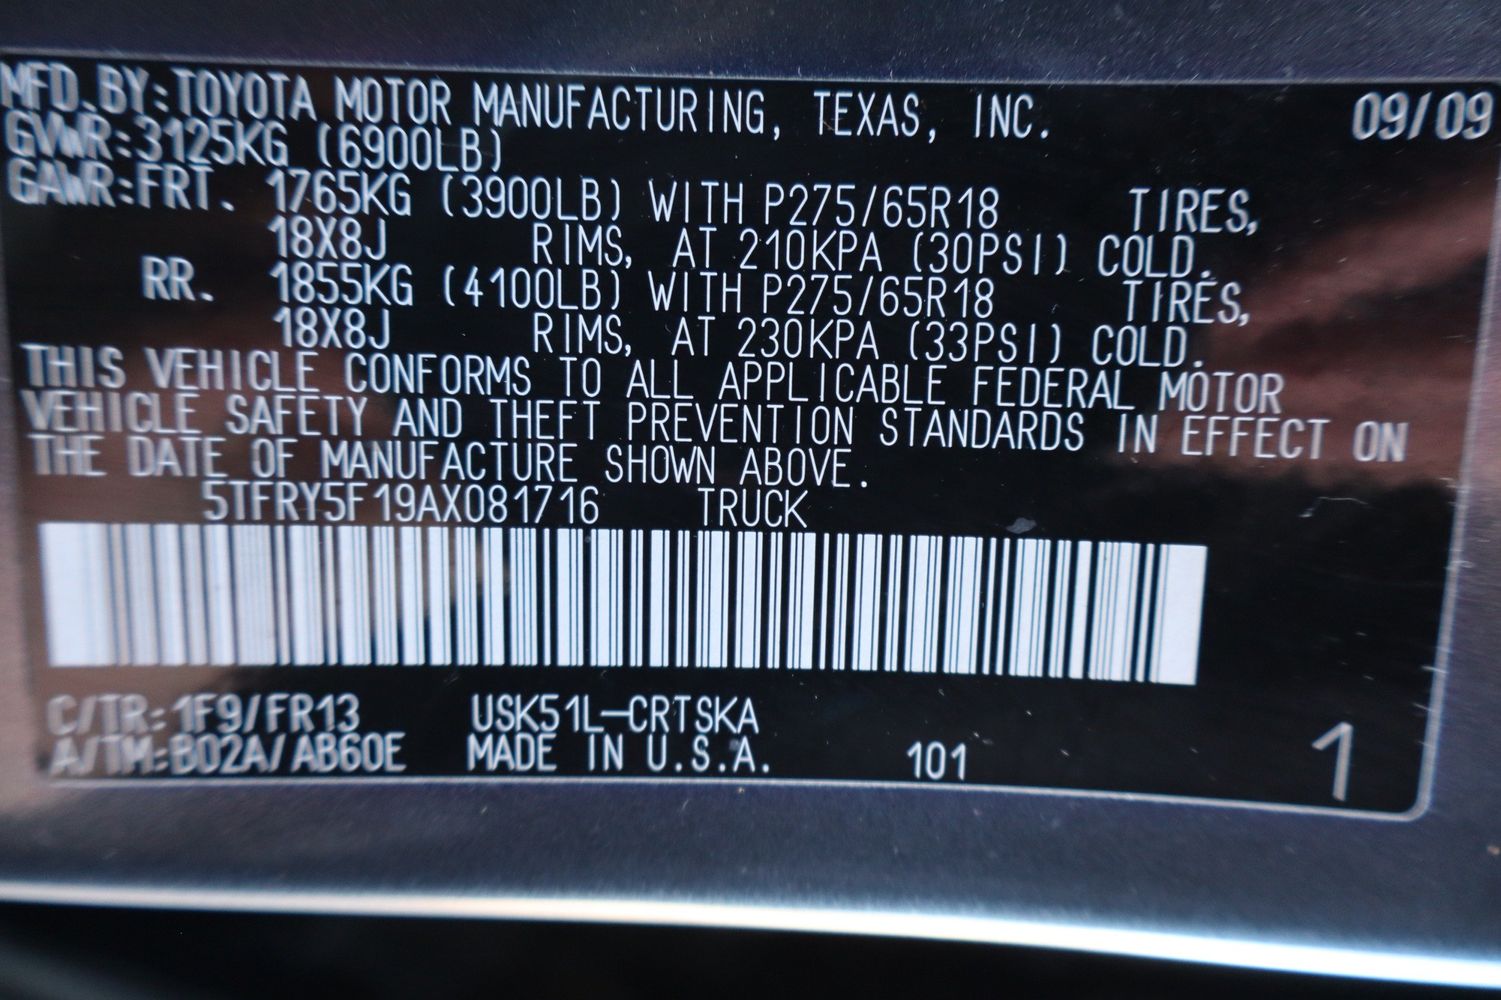 MFD.BY:TOYOTA MOTOR MANUFACTURING, TEXAS, INC. 09/09
GVWR:3125KG (6900LB)
GAWR:FRT. 1765KG (3900LB) WITH P275/65R18 TIRES,
18X8J RIMS, AT 210KPA (30PSI) COLD.
RR. 1855KG (4100LB) WITH P275/65R18 TIRES,
18X8J RIMS, AT 230KPA (33PSI) COLD.
THIS VEHICLE CONFORMS TO ALL APPLICABLE FEDERAL MOTOR
VEHICLE SAFETY AND THEFT PREVENTION STANDARDS IN EFFECT ON
THE DATE OF MANUFACTURE SHOWN ABOVE.
5TFRY5F19AX081716 TRUCK
C/TR:1F9/FR13 USK51L-CRTSKA
A/TM:B02A/AB60E MADE IN U.S.A. 101 1